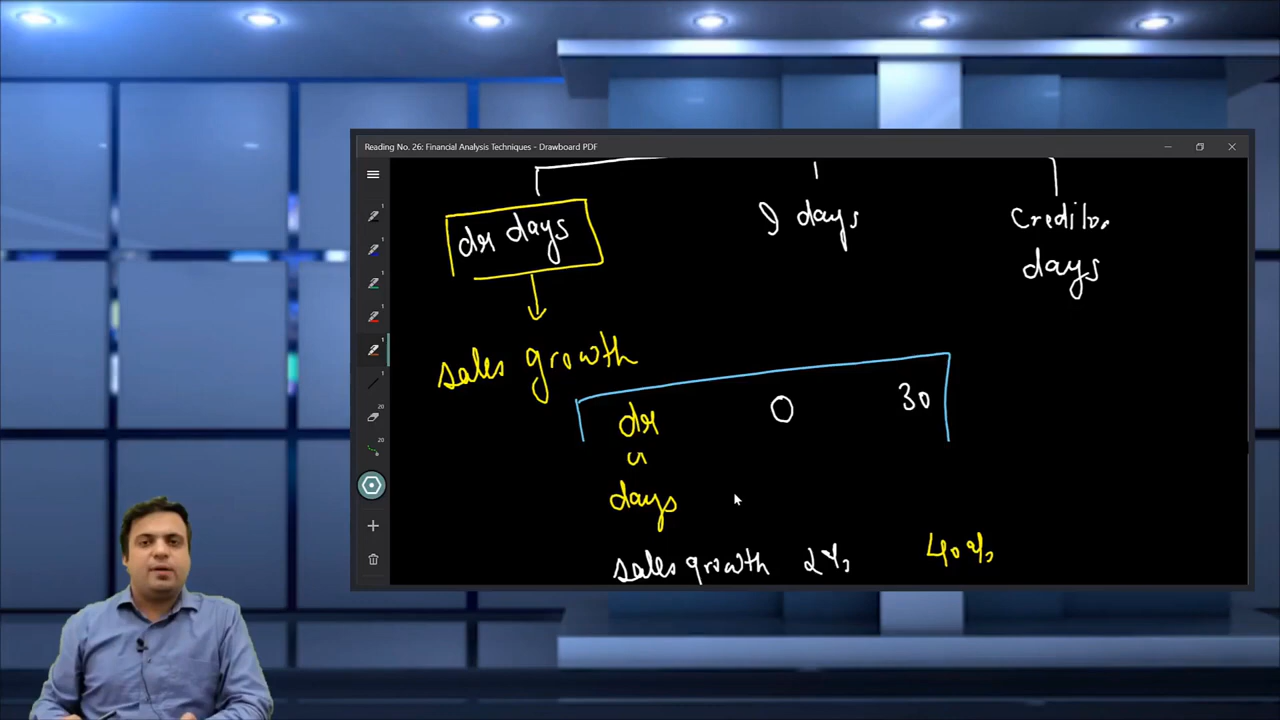 Reading No. 26: Financial Analysis Techniques - Drawboard PDF
dr days
I days
Creditor
days
sales growth
dr
days
0
30
sales growth 2% 40%